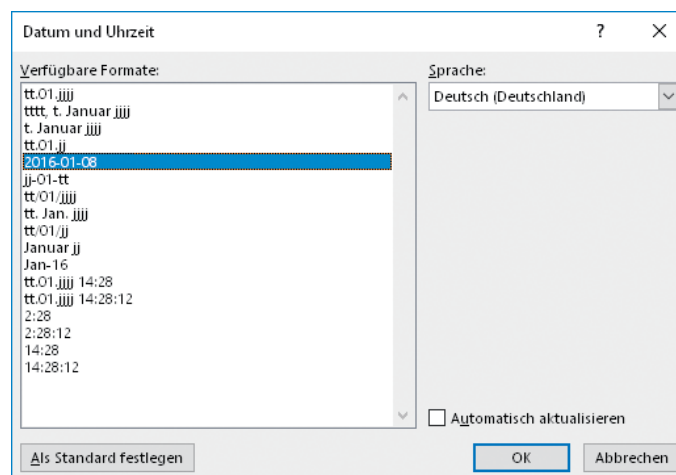 Datum und Uhrzeit
Verfügbare Formate:
tt.01.jjjj
tttt, t. Januar jjjj
t. Januar jjjj
tt.01.jj
2016-01-08
jj-01-tt
tt/01/jjjj
tt. Jan. jjjj
tt/01/jj
Januar jj
Jan-16
tt.01.jjjj 14:28
tt.01.jjjj 14:28:12
2:28
2:28:12
14:28
14:28:12
Sprache:
Deutsch (Deutschland)
Automatisch aktualisieren
Als Standard festlegen
OK
Abbrechen